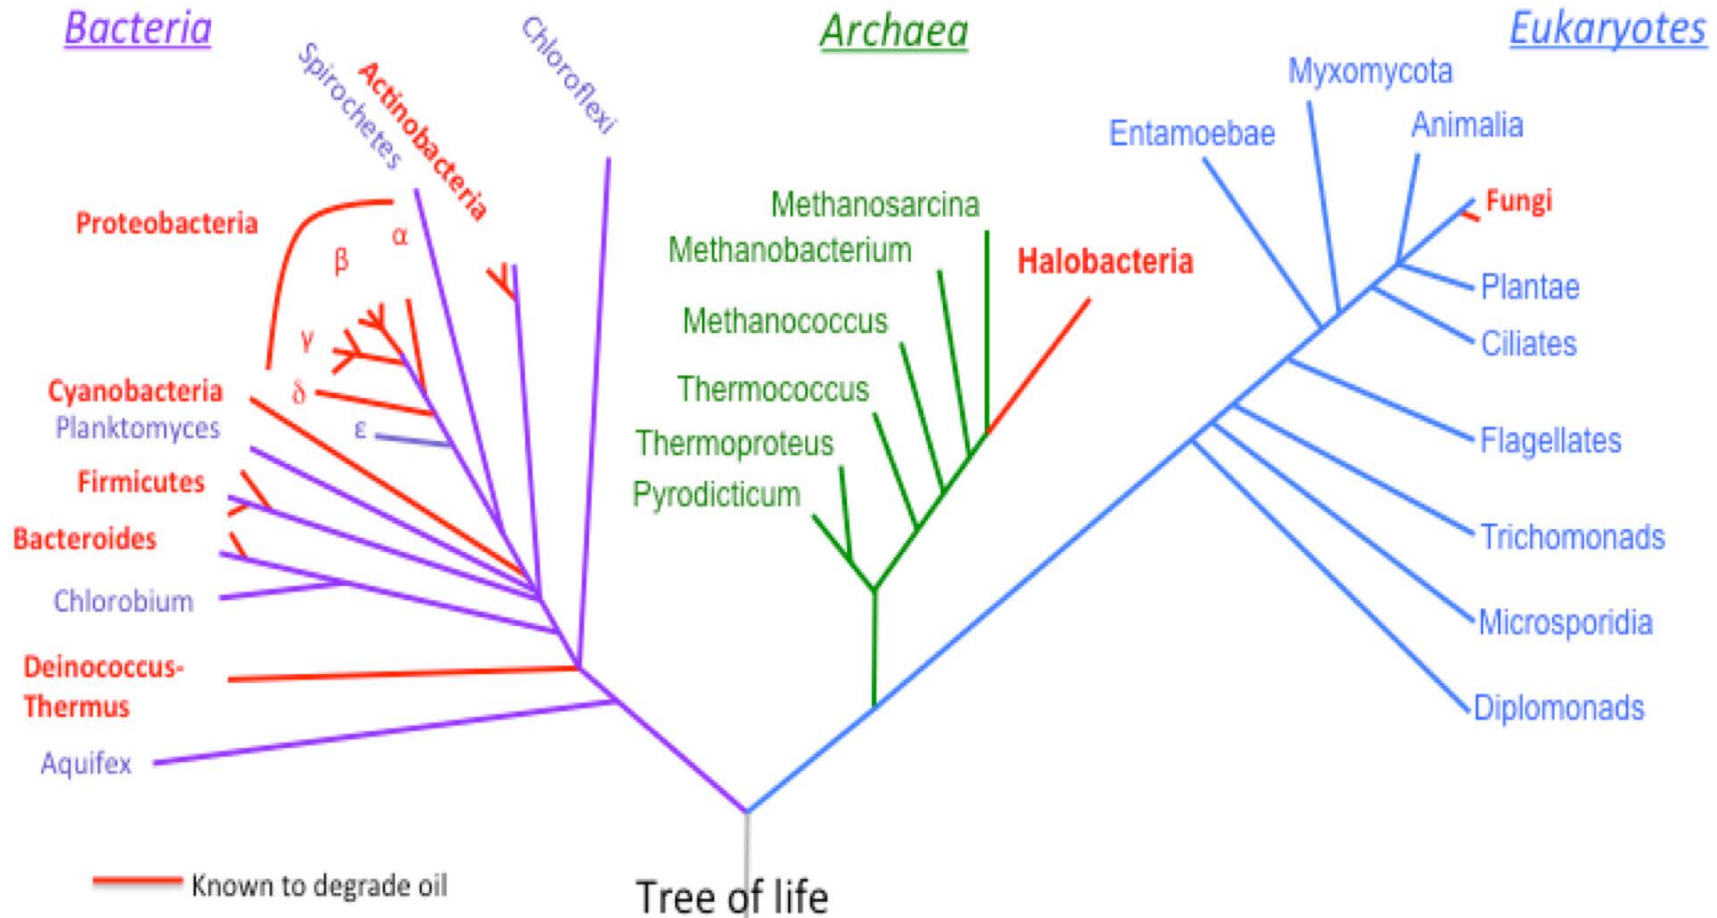 Bacteria
Archaea
Eukaryotes
Chloroflexi
Spirochetes
Actinobacteria
Proteobacteria
α
β
γ
δ
ε
Cyanobacteria
Planktomyces
Firmicutes
Bacteroides
Chlorobium
Deinococcus-
Thermus
Aquifex
Methanosarcina
Methanobacterium
Halobacteria
Methanococcus
Thermococcus
Thermoproteus
Pyrodicticum
Myxomycota
Entamoebae
Animalia
Fungi
Plantae
Ciliates
Flagellates
Trichomonads
Microsporidia
Diplomonads
Known to degrade oil
Tree of life